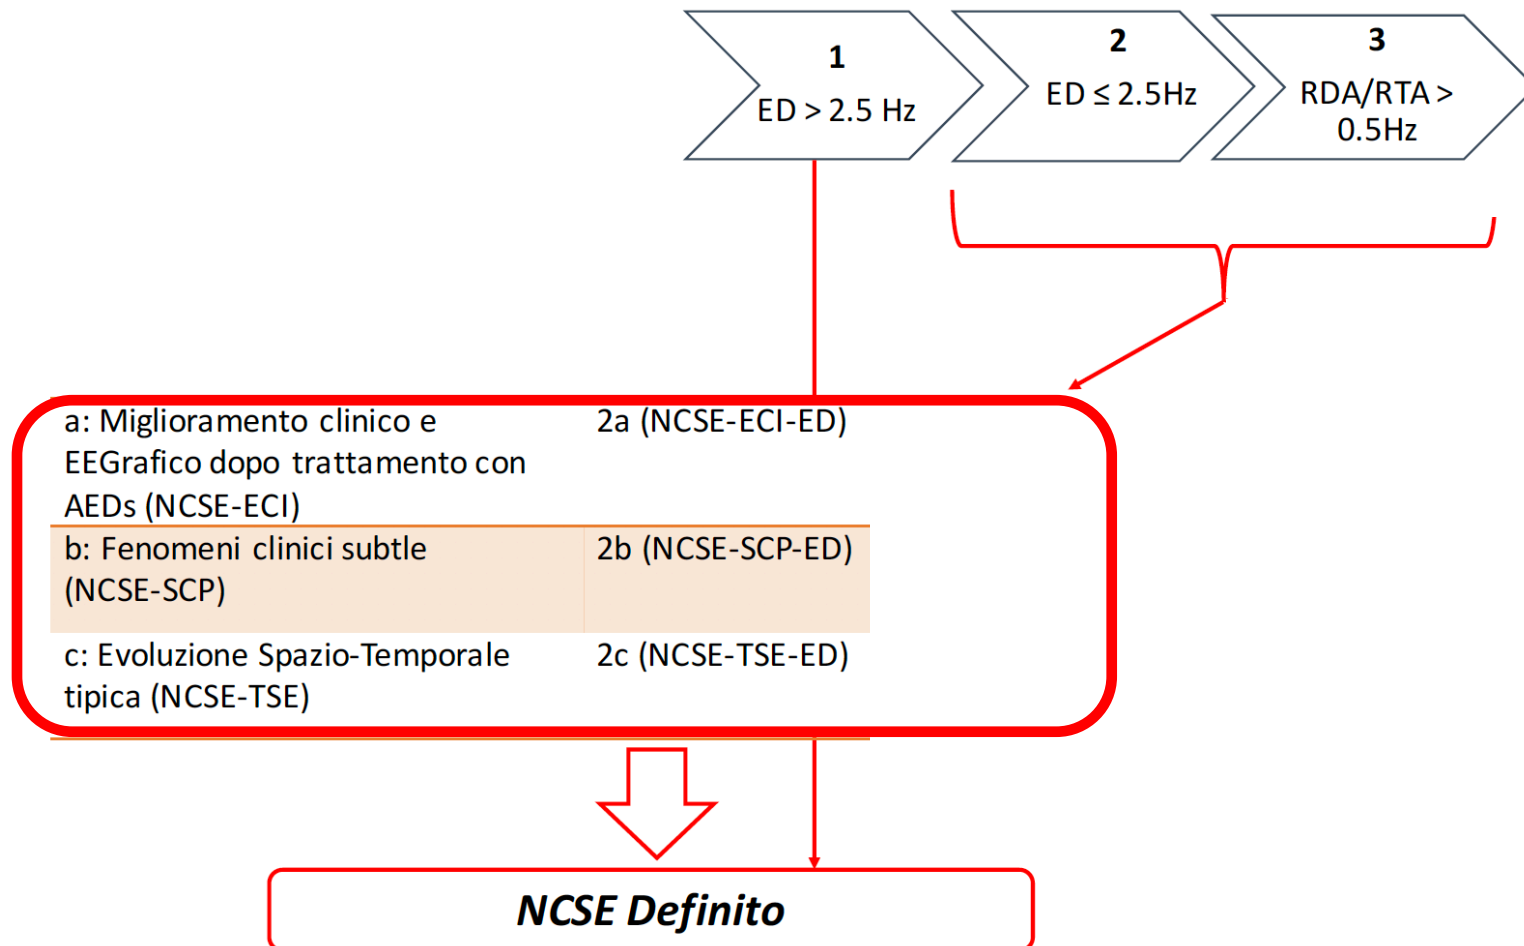 1
ED > 2.5 Hz
2
ED ≤ 2.5Hz
3
RDA/RTA >
0.5Hz
a: Miglioramento clinico e
EEGrafico dopo trattamento con
AEDs (NCSE-ECI)
2a (NCSE-ECI-ED)
b: Fenomeni clinici subtle
(NCSE-SCP)
2b (NCSE-SCP-ED)
c: Evoluzione Spazio-Temporale
tipica (NCSE-TSE)
2c (NCSE-TSE-ED)
NCSE Definito